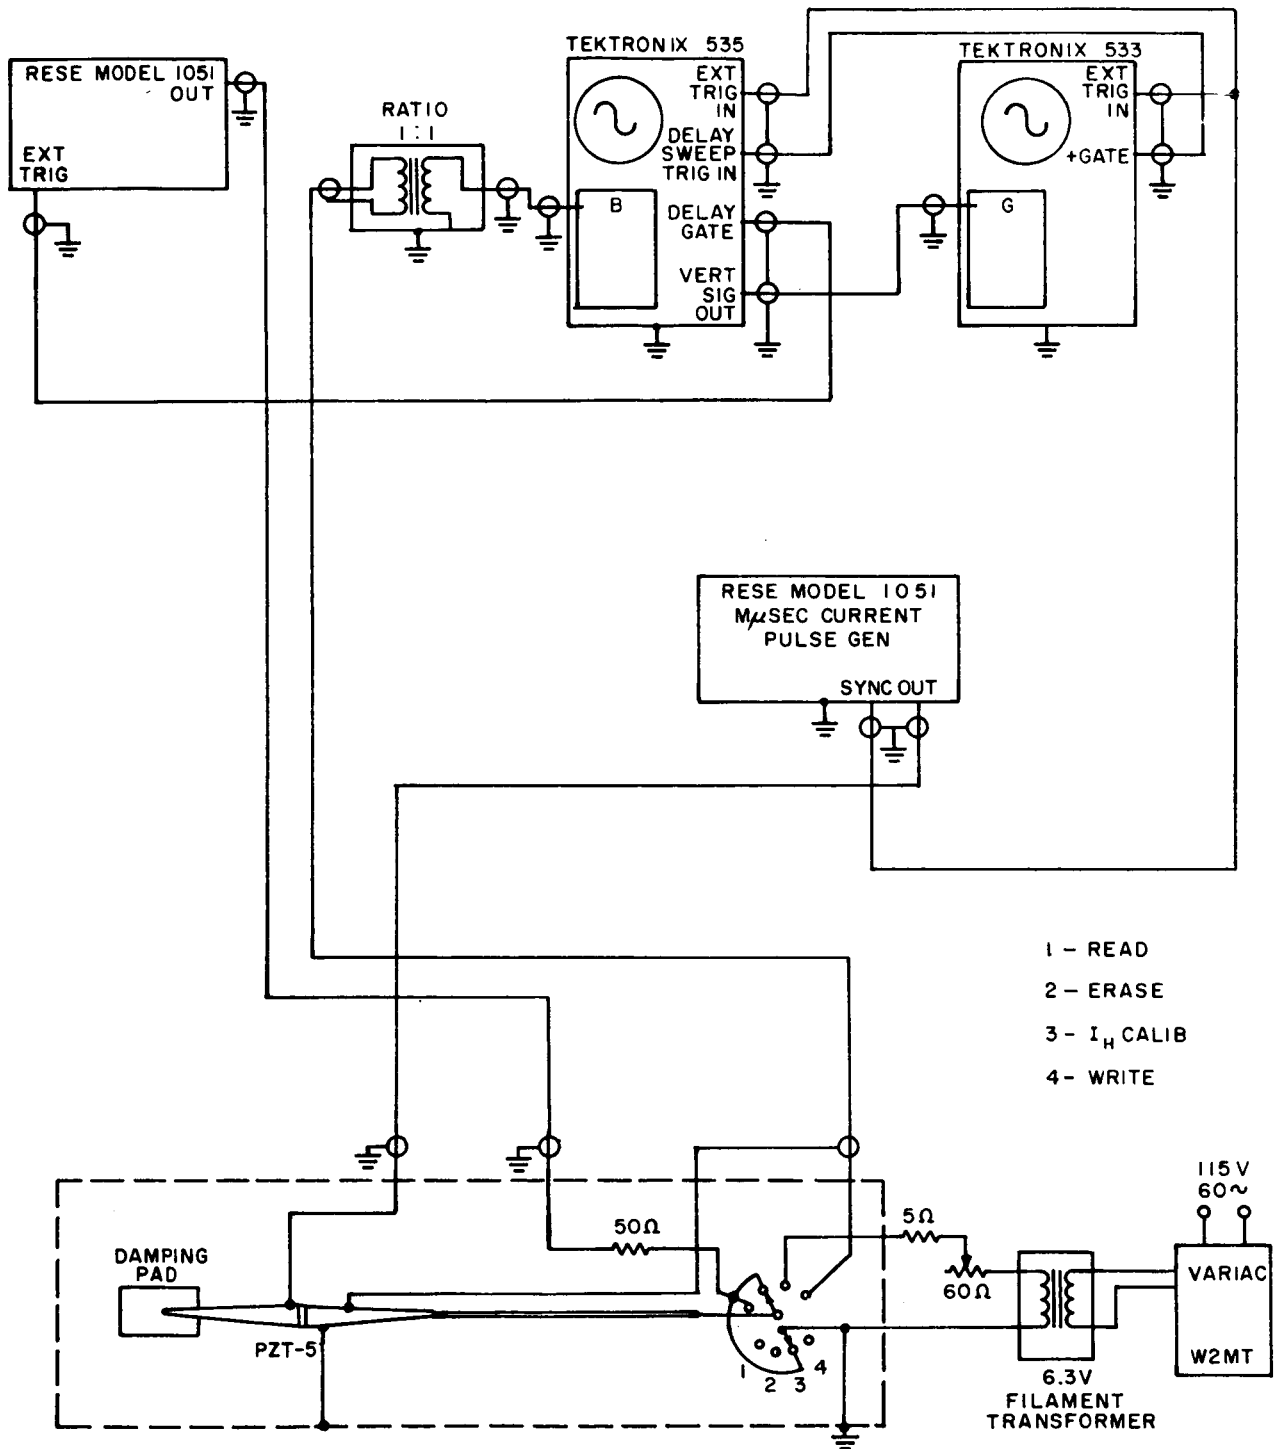 RESE MODEL 1051
OUT
EXT
TRIG
RATIO
1:1
TEKTRONIX 535
EXT
TRIG
IN
DELAY
SWEEP
TRIG IN
B
DELAY
GATE
VERT
SIG
OUT
TEKTRONIX 533
EXT
TRIG
IN
+GATE
G
RESE MODEL 1051
MμSEC CURRENT
PULSE GEN
SYNC OUT
1 - READ
2 - ERASE
3 - IH CALIB
4 - WRITE
115 V
60~
5Ω
50Ω
60Ω
VARIAC
W2MT
DAMPING
PAD
PZT-5
1
2
3
4
6.3V
FILAMENT
TRANSFORMER